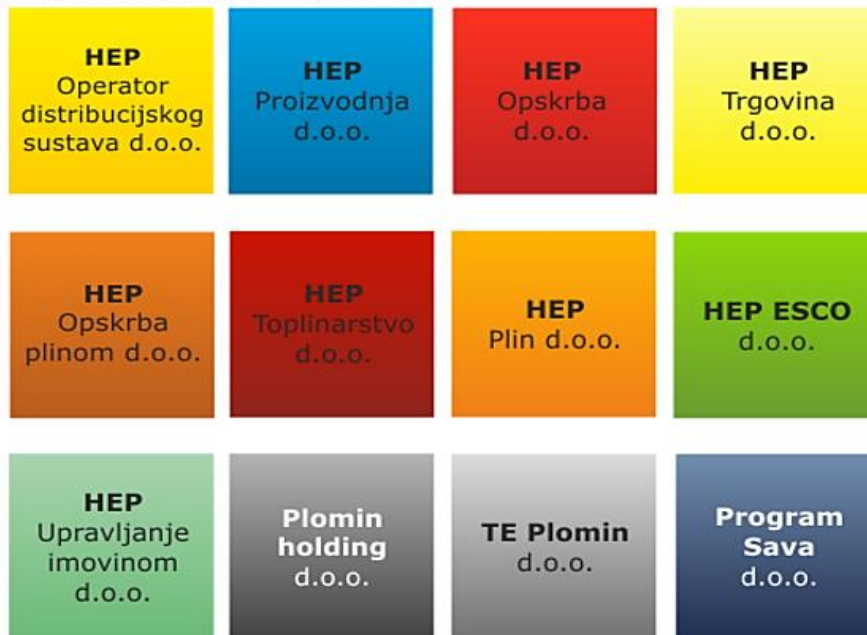 HEP
Operator
distribucijskog
sustava d.o.o.
HEP
Proizvodnja
d.o.o.
HEP
Opskrba
d.o.o.
HEP
Trgovina
d.o.o.
HEP
Opskrba
plinom d.o.o.
HEP
Toplinarstvo
d.o.o.
HEP
Plin d.o.o.
HEP ESCO
d.o.o.
HEP
Upravljanje
imovinom
d.o.o.
Plomin
holding
d.o.o.
TE Plomin
d.o.o.
Program
Sava
d.o.o.